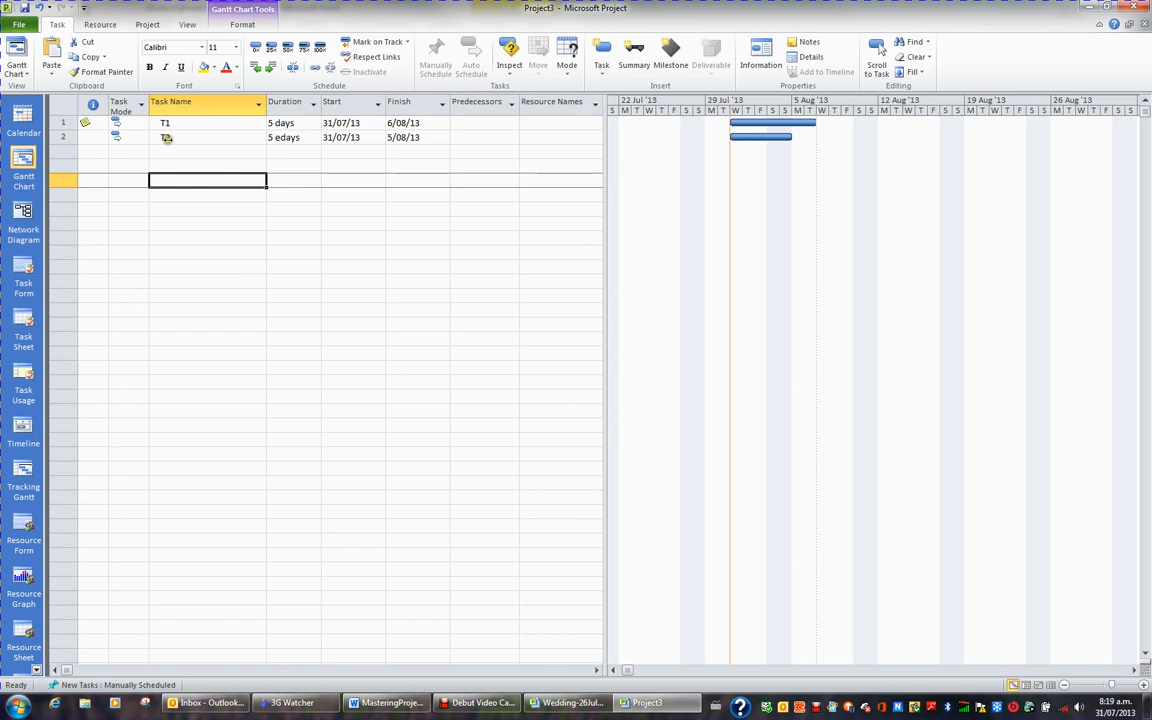 Gantt Chart Tools
Project3 - Microsoft Project
File Task Resource Project View Format
Gantt Chart
View
Paste
Cut
Copy
Format Painter
Clipboard
Calibri 11
B I U A
Font
0% 25% 50% 75% 100%
Mark on Track
Respect Links
Inactivate
Schedule
Manually Schedule
Auto Schedule
Inspect
Move
Mode
Tasks
Task
Summary
Milestone
Deliverable
Insert
Information
Notes
Details
Add to Timeline
Properties
Scroll to Task
Find
Clear
Fill
Editing
Task Mode Task Name Duration Start Finish Predecessors Resource Names
22 Jul '13 29 Jul '13 5 Aug '13 12 Aug '13 19 Aug '13 26 Aug '13
S M T W T F S S M T W T F S S M T W T F S S M T W T F S S M T W T F S S M T W T F S S
1 T1 5 days 31/07/13 6/08/13
2 5 edays 31/07/13 5/08/13
Calendar
Gantt Chart
Network Diagram
Task Form
Task Sheet
Task Usage
Timeline
Tracking Gantt
Resource Form
Resource Graph
Resource Sheet
Ready New Tasks : Manually Scheduled
Inbox - Outlook...
3G Watcher
MasteringProje...
Debut Video Ca...
Wedding-26Jul...
Project3
8:19 a.m.
31/07/2013